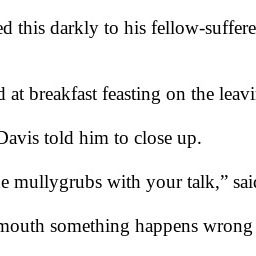 ed this darkly to his fellow-suffere
d at breakfast feasting on the leavi
Davis told him to close up.
e mullygrubs with your talk,” said
mouth something happens wrong